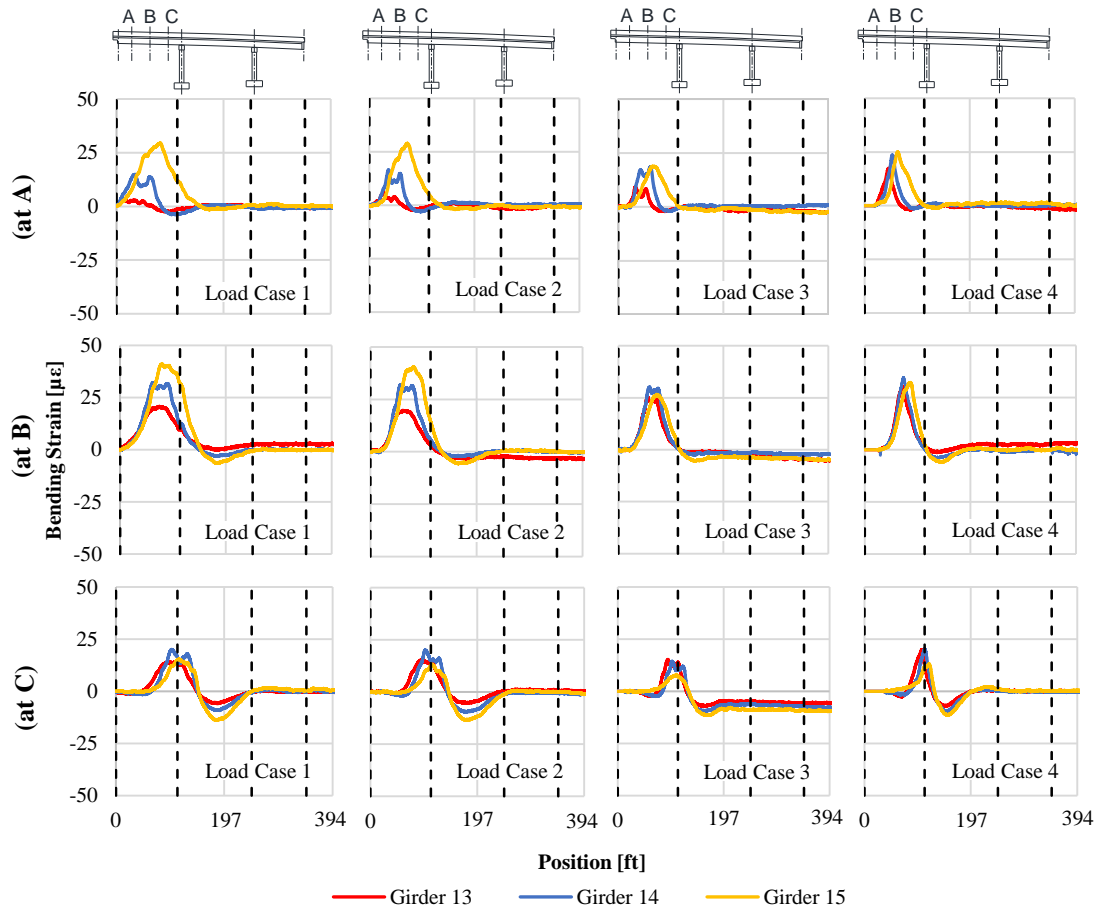 A B C A B C A B C A B C
50
25
0
-25
-50
(at A)
Load Case 1 Load Case 2 Load Case 3 Load Case 4
50
25
0
-25
-50
(at B)
Bending Strain [µε]
Load Case 1 Load Case 2 Load Case 3 Load Case 4
50
25
0
-25
-50
(at C)
Load Case 1 Load Case 2 Load Case 3 Load Case 4
0 197 394 0 197 394 0 197 394 0 197 394
Position [ft]
Girder 13 Girder 14 Girder 15